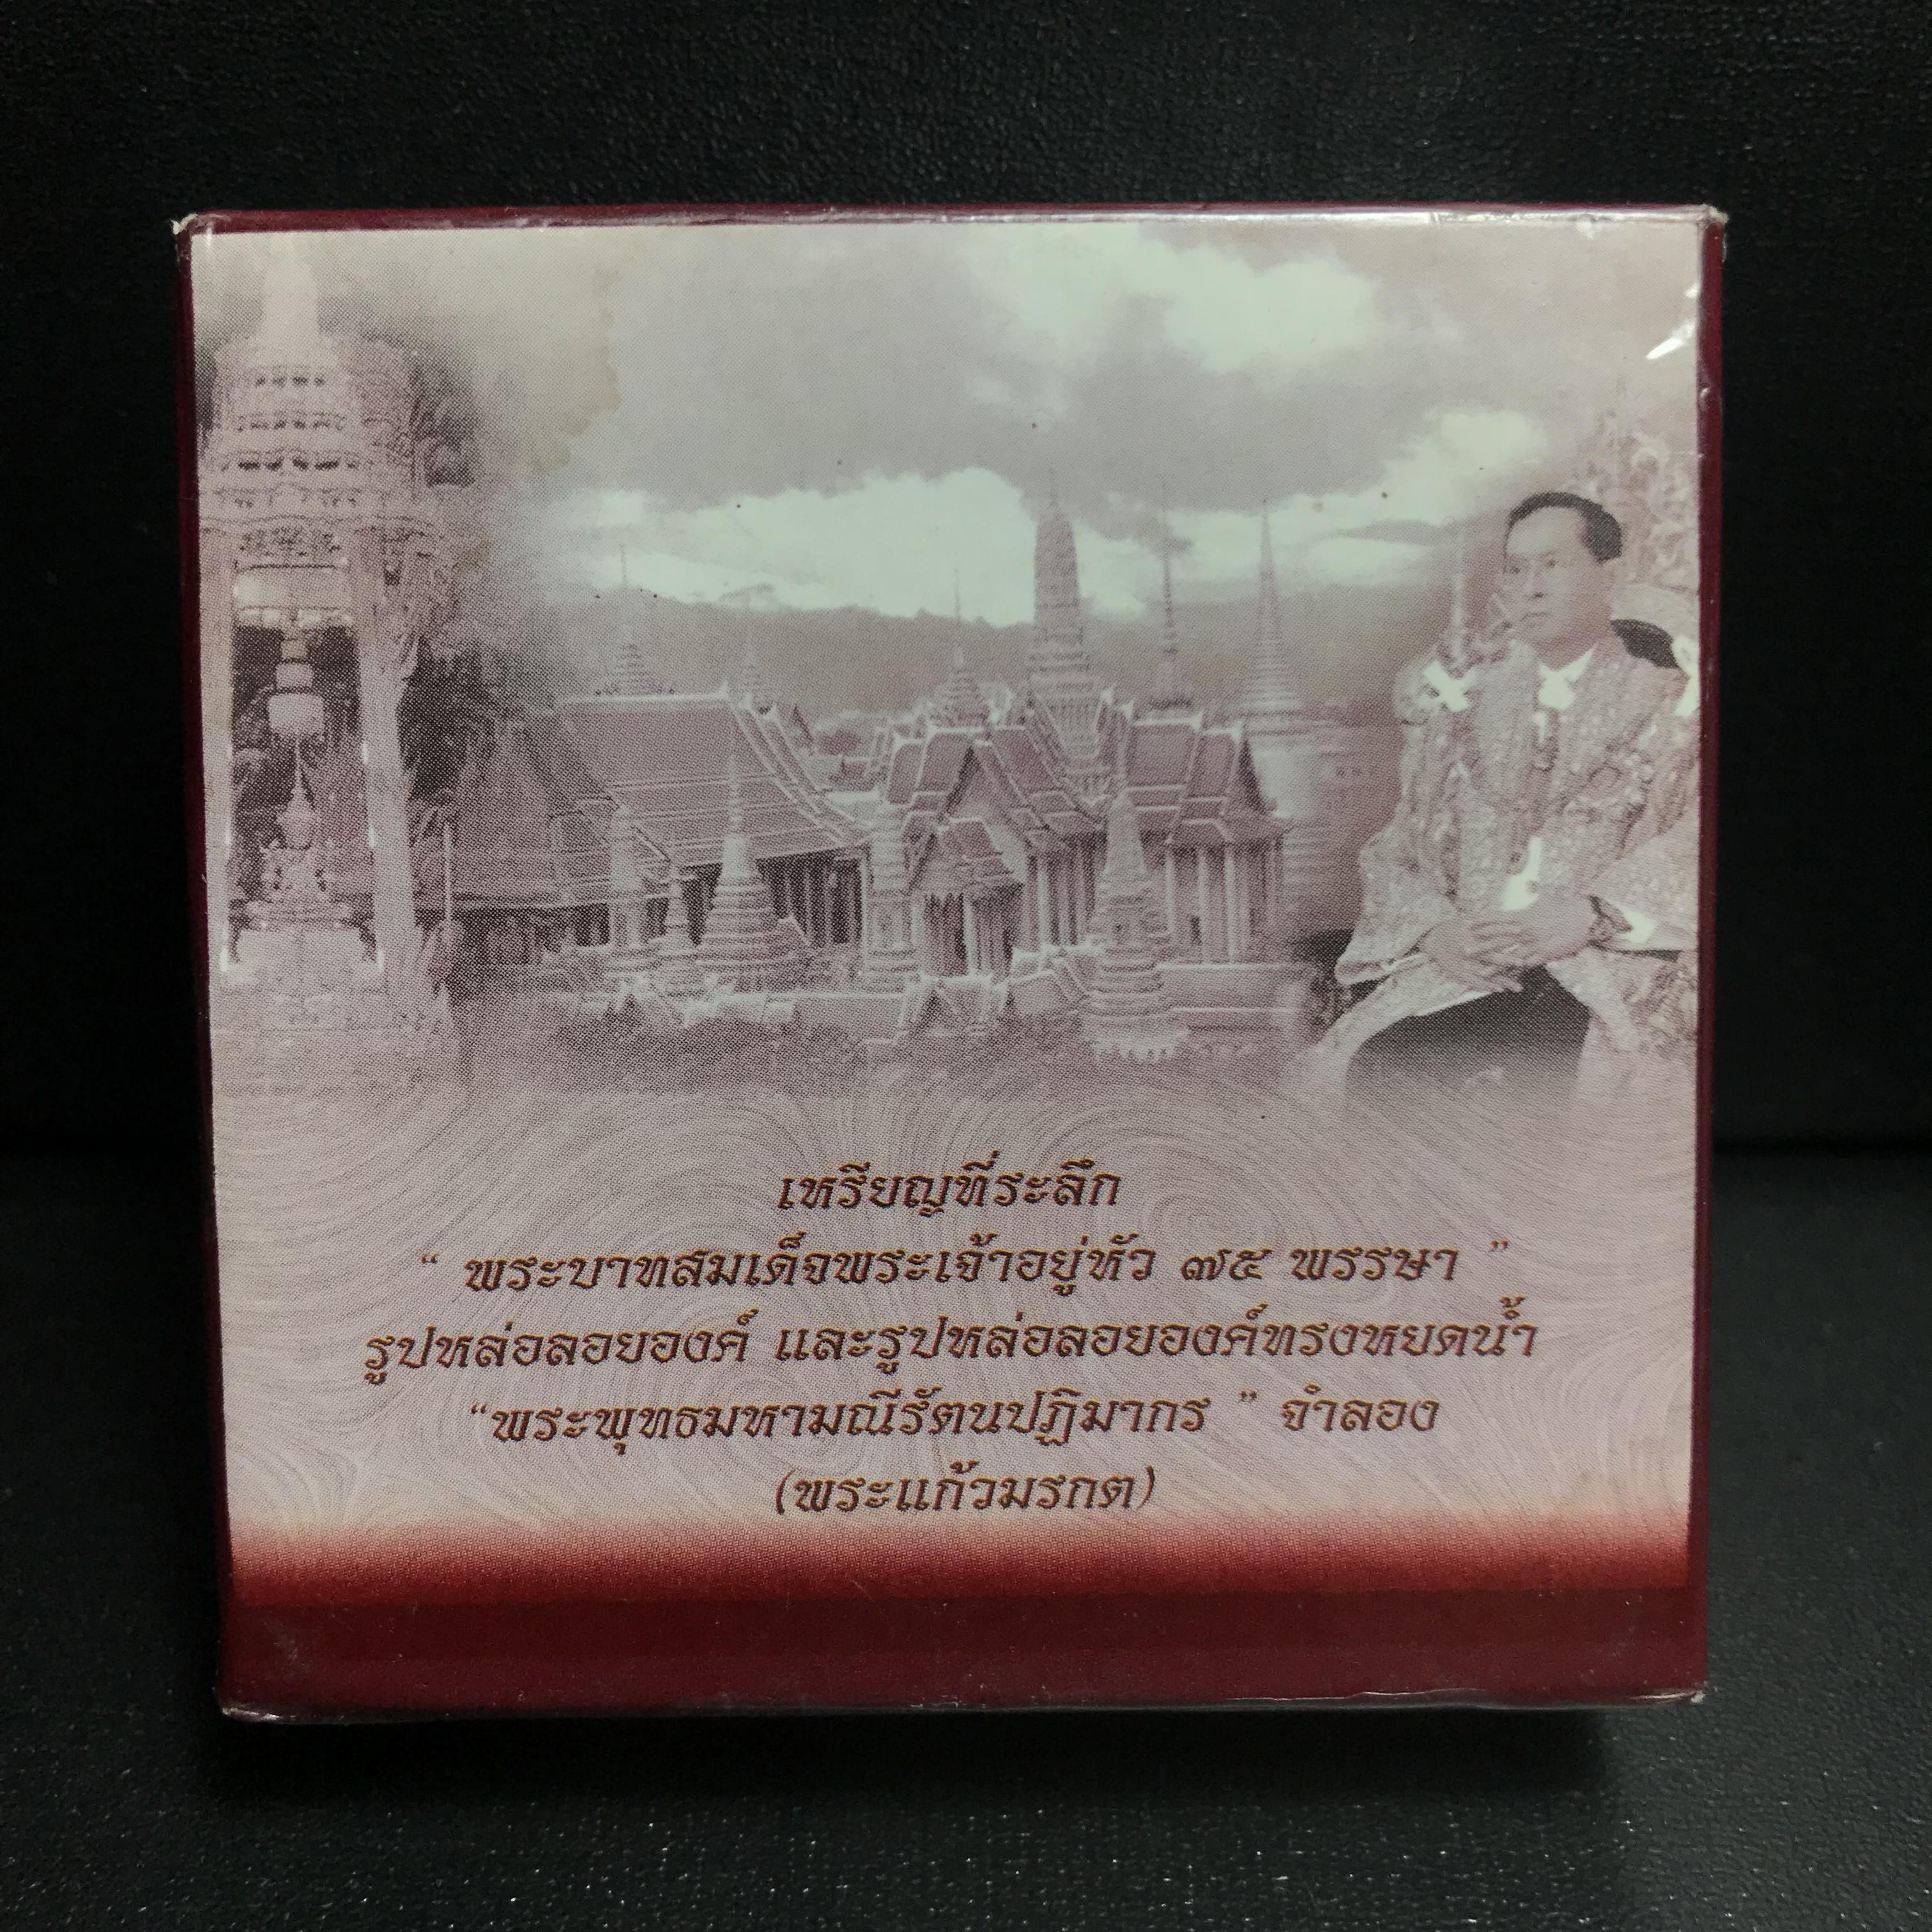 เหรียญที่ระลึก
“ พระบาทสมเด็จพระเจ้าอยู่หัว ๗๕ พรรษา ”
รูปหล่อลอยองค์ และรูปหล่อลอยองค์ทรงหยดน้ำ
“พระพุทธมหามณีรัตนปฏิมากร ” จำลอง
(พระแก้วมรกต)